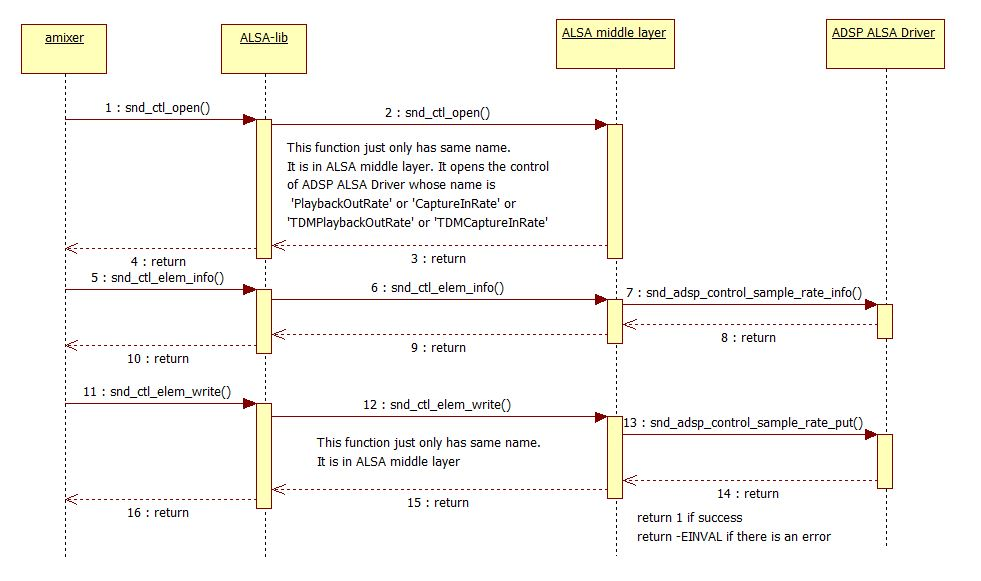 amixer
ALSA-lib
ALSA middle layer
ADSP ALSA Driver
1 : snd_ctl_open()
2 : snd_ctl_open()
This function just only has same name.
It is in ALSA middle layer. It opens the control
of ADSP ALSA Driver whose name is
'PlaybackOutRate' or 'CaptureInRate' or
'TDMPlaybackOutRate' or 'TDMCaptureInRate'
3 : return
4 : return
5 : snd_ctl_elem_info()
6 : snd_ctl_elem_info()
7 : snd_adsp_control_sample_rate_info()
8 : return
9 : return
10 : return
11 : snd_ctl_elem_write()
12 : snd_ctl_elem_write()
13 : snd_adsp_control_sample_rate_put()
This function just only has same name.
It is in ALSA middle layer
14 : return
15 : return
16 : return
return 1 if success
return -EINVAL if there is an error